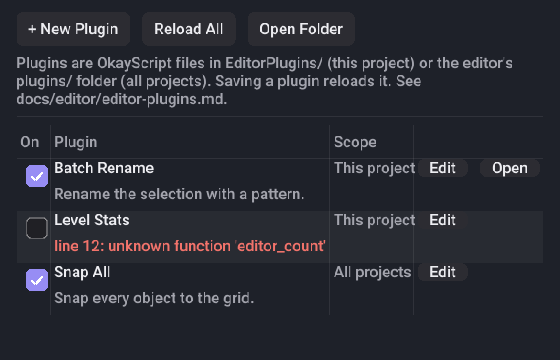 + New Plugin Reload All Open Folder
Plugins are OkayScript files in EditorPlugins/ (this project) or the editor's
plugins/ folder (all projects). Saving a plugin reloads it. See
docs/editor/editor-plugins.md.
On Plugin Scope
Batch Rename This project Edit Open
Rename the selection with a pattern.
Level Stats This project Edit
line 12: unknown function 'editor_count'
Snap All All projects Edit
Snap every object to the grid.